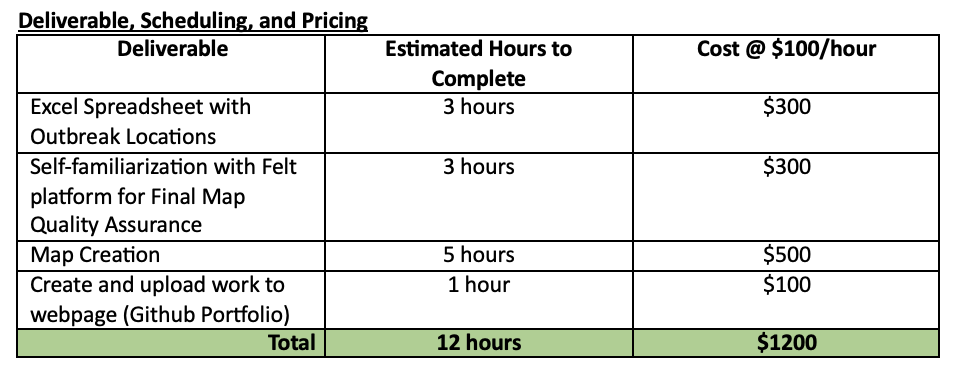 Deliverable, Scheduling, and Pricing
Deliverable Estimated Hours to Complete Cost @ $100/hour
Excel Spreadsheet with Outbreak Locations 3 hours $300
Self-familiarization with Felt platform for Final Map Quality Assurance 3 hours $300
Map Creation 5 hours $500
Create and upload work to webpage (Github Portfolio) 1 hour $100
Total 12 hours $1200